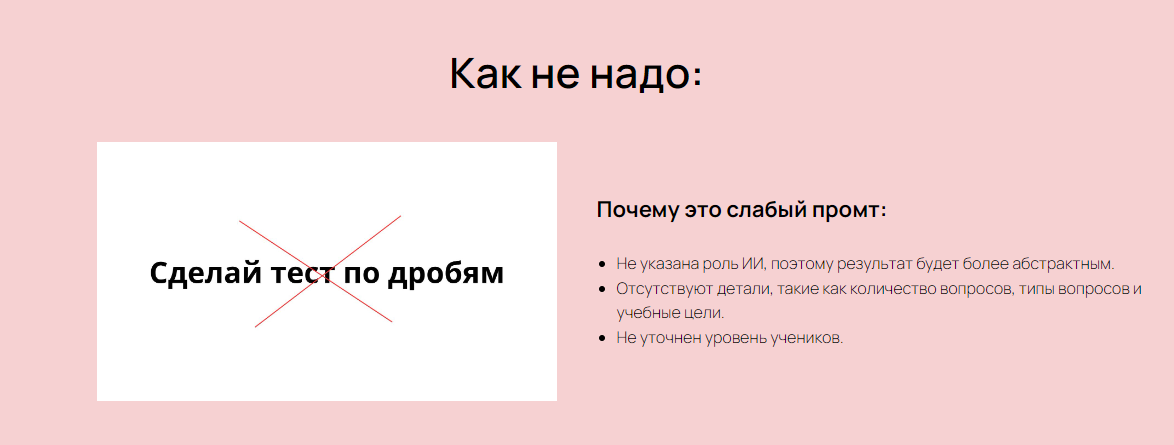 Как не надо:
Сделай тест по дробям
Почему это слабый промт:
Не указана роль ИИ, поэтому результат будет более абстрактным.
Отсутствуют детали, такие как количество вопросов, типы вопросов и
учебные цели.
Не уточнен уровень учеников.